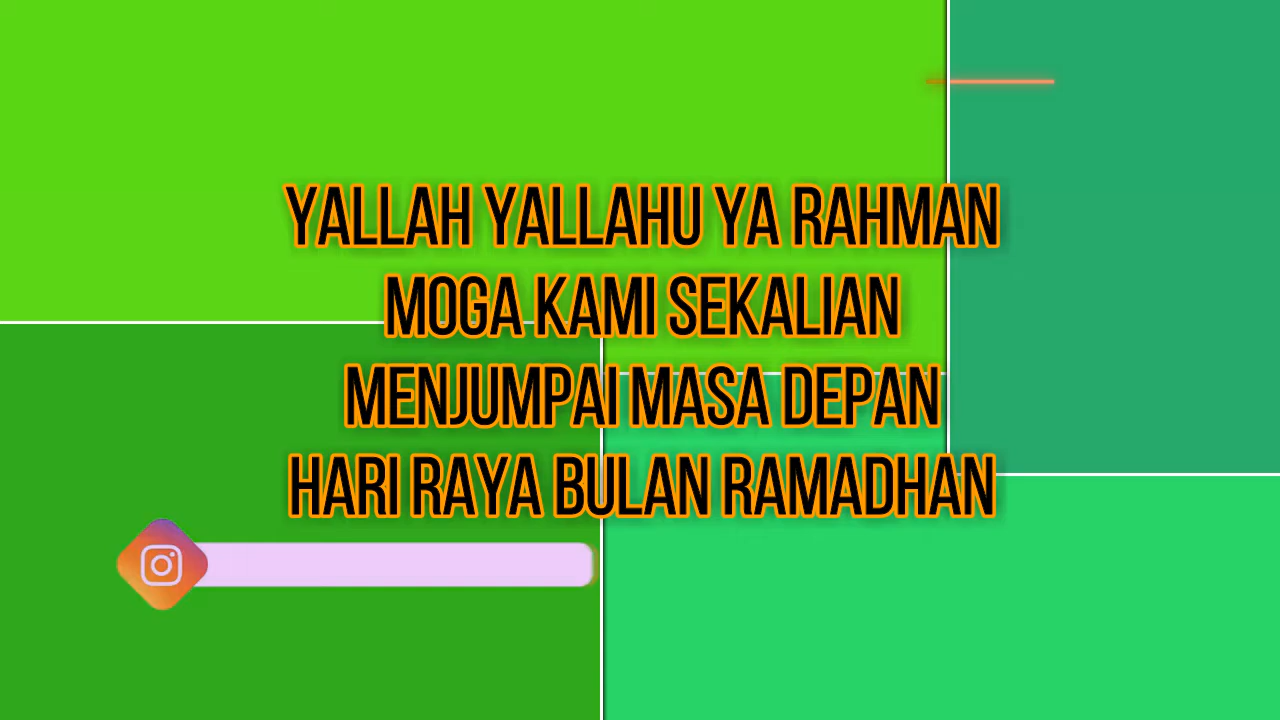 YALLAH YALLAHU YA RAHMAN
MOGA KAMI SEKALIAN
MENJUMPAI MASA DEPAN
HARI RAYA BULAN RAMADHAN